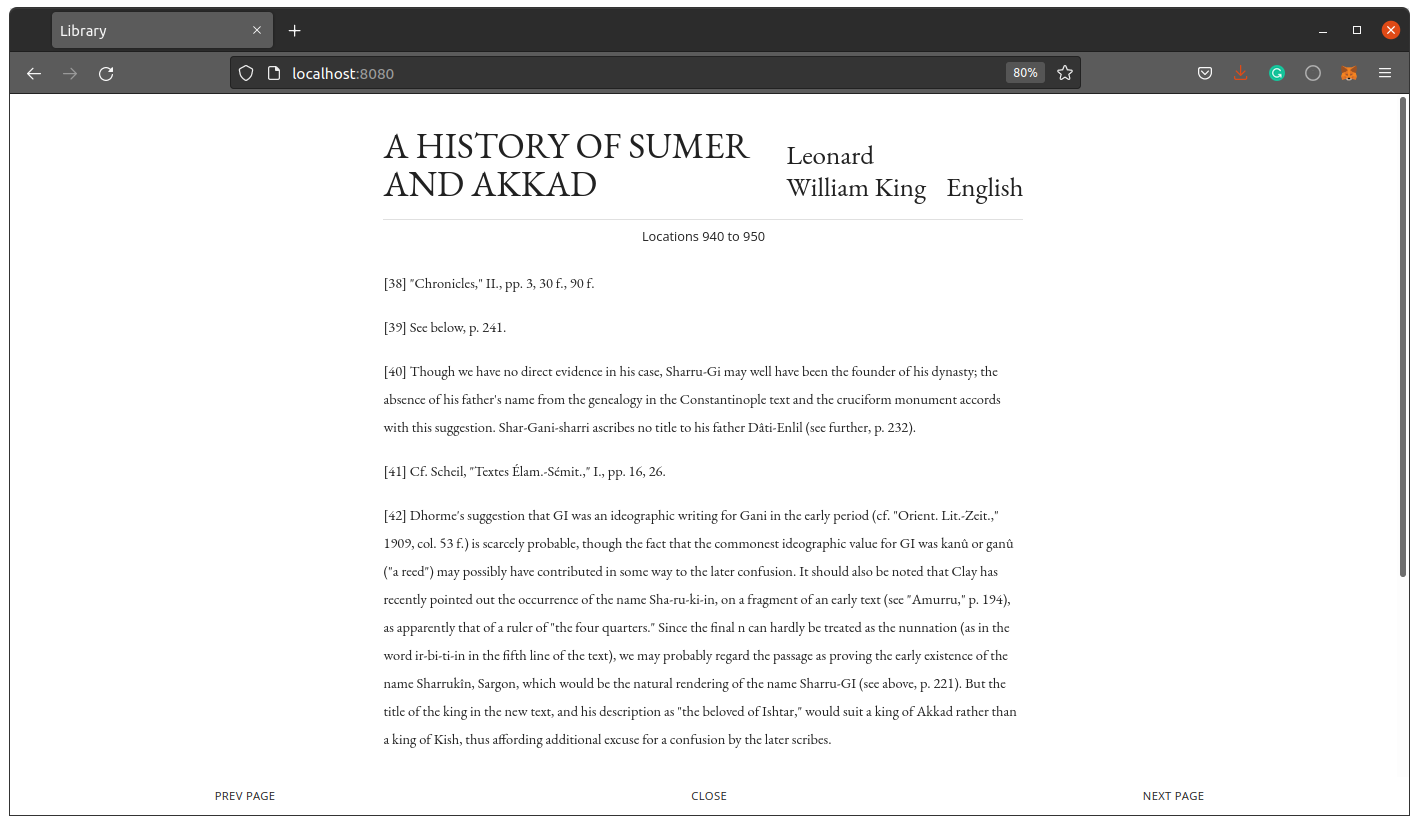 Library
localhost:8080
80%
A HISTORY OF SUMER
AND AKKAD
Leonard
William King
English
Locations 940 to 950
[38] "Chronicles," II., pp. 3, 30 f., 90 f.
[39] See below, p. 241.
[40] Though we have no direct evidence in his case, Sharru-Gi may well have been the founder of his dynasty; the
absence of his father's name from the genealogy in the Constantinople text and the cruciform monument accords
with this suggestion. Shar-Gani-sharri ascribes no title to his father Dâti-Enlil (see further, p. 232).
[41] Cf. Scheil, "Textes Élam.-Sémit.," I., pp. 16, 26.
[42] Dhorme's suggestion that GI was an ideographic writing for Gani in the early period (cf. "Orient. Lit.-Zeit.,"
1909, col. 53 f.) is scarcely probable, though the fact that the commonest ideographic value for GI was kanû or ganû
("a reed") may possibly have contributed in some way to the later confusion. It should also be noted that Clay has
recently pointed out the occurrence of the name Sha-ru-ki-in, on a fragment of an early text (see "Amurru," p. 194),
as apparently that of a ruler of "the four quarters." Since the final n can hardly be treated as the nunnation (as in the
word ir-bi-ti-in in the fifth line of the text), we may probably regard the passage as proving the early existence of the
name Sharrukîn, Sargon, which would be the natural rendering of the name Sharru-GI (see above, p. 221). But the
title of the king in the new text, and his description as "the beloved of Ishtar," would suit a king of Akkad rather than
a king of Kish, thus affording additional excuse for a confusion by the later scribes.
PREV PAGE
CLOSE
NEXT PAGE